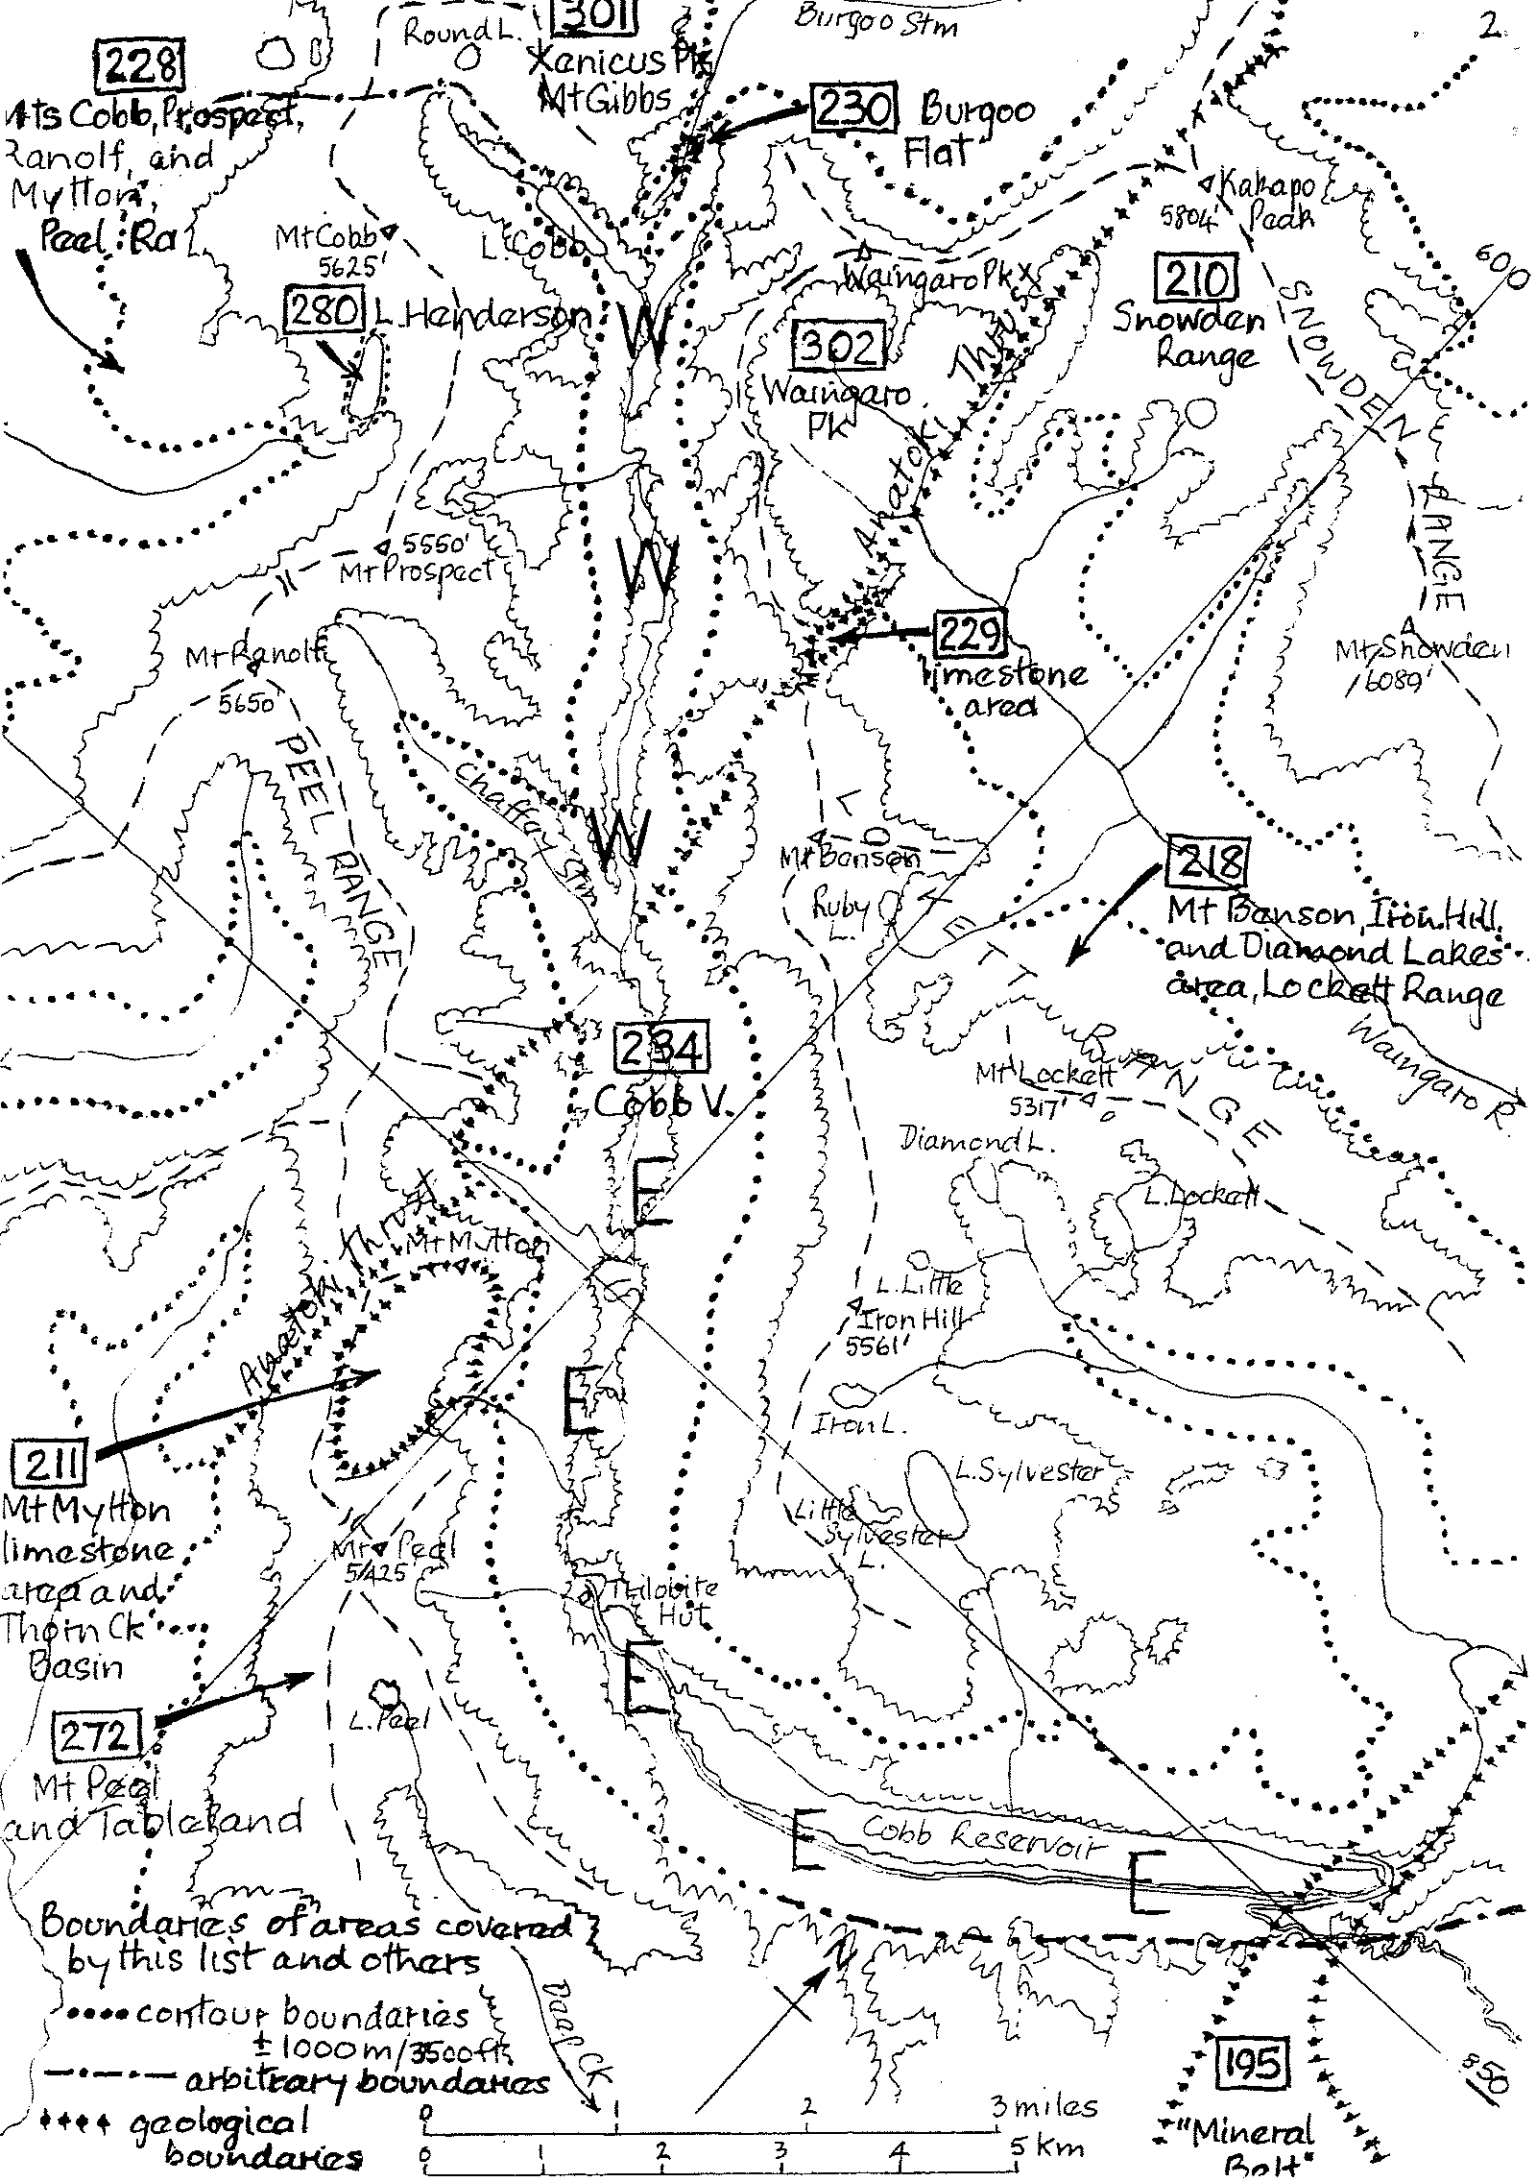 Round L.
301
Xenicus Pk
Mt Gibbs
Burgoo Stm
2
228
Mts Cobb, Prospect,
Ranolf, and
Mytton,
Peel Ra
230 Burgoo
Flat
Mt Cobb
5625'
L. Cobb
Kakapo
Peak
5804'
Waingaro Pk
210
Snowden
Range
600
280 L. Henderson
W
302
Waingaro
Pk
Anatoki Thrust
SNOWDEN RANGE
5550'
Mt Prospect
W
229
limestone
area
Mt Ranolf
5650'
Mt Snowden
6089'
PEEL RANGE
Chaffey Stm
W
Mt Benson
Ruby
L.
218
Mt Benson, Iron Hill,
and Diamond Lakes
area, Lockett Range
LOCKETT RANGE
234
Cobb V.
Mt Lockett
5317'
Waingaro R.
Diamond L.
L. Lockett
E
Anatoki Thrust
Mt Mytton
L. Little
Iron Hill
5561'
E
Iron L.
211
Mt Mytton
limestone
area and
Thorn Ck
Basin
L. Sylvester
Little
Sylvester
L.
Mt Peel
5425'
Trilobite
Hut
E
272
Mt Peel
and Tableland
L. Peel
E
Cobb Reservoir
E
Boundaries of areas covered
by this list and others
contour boundaries
±1000m/3500ft
arbitrary boundaries
geological
boundaries
Deep Ck
N
195
"Mineral
Belt"
850
0 1 2 3 miles
0 1 2 3 4 5 km